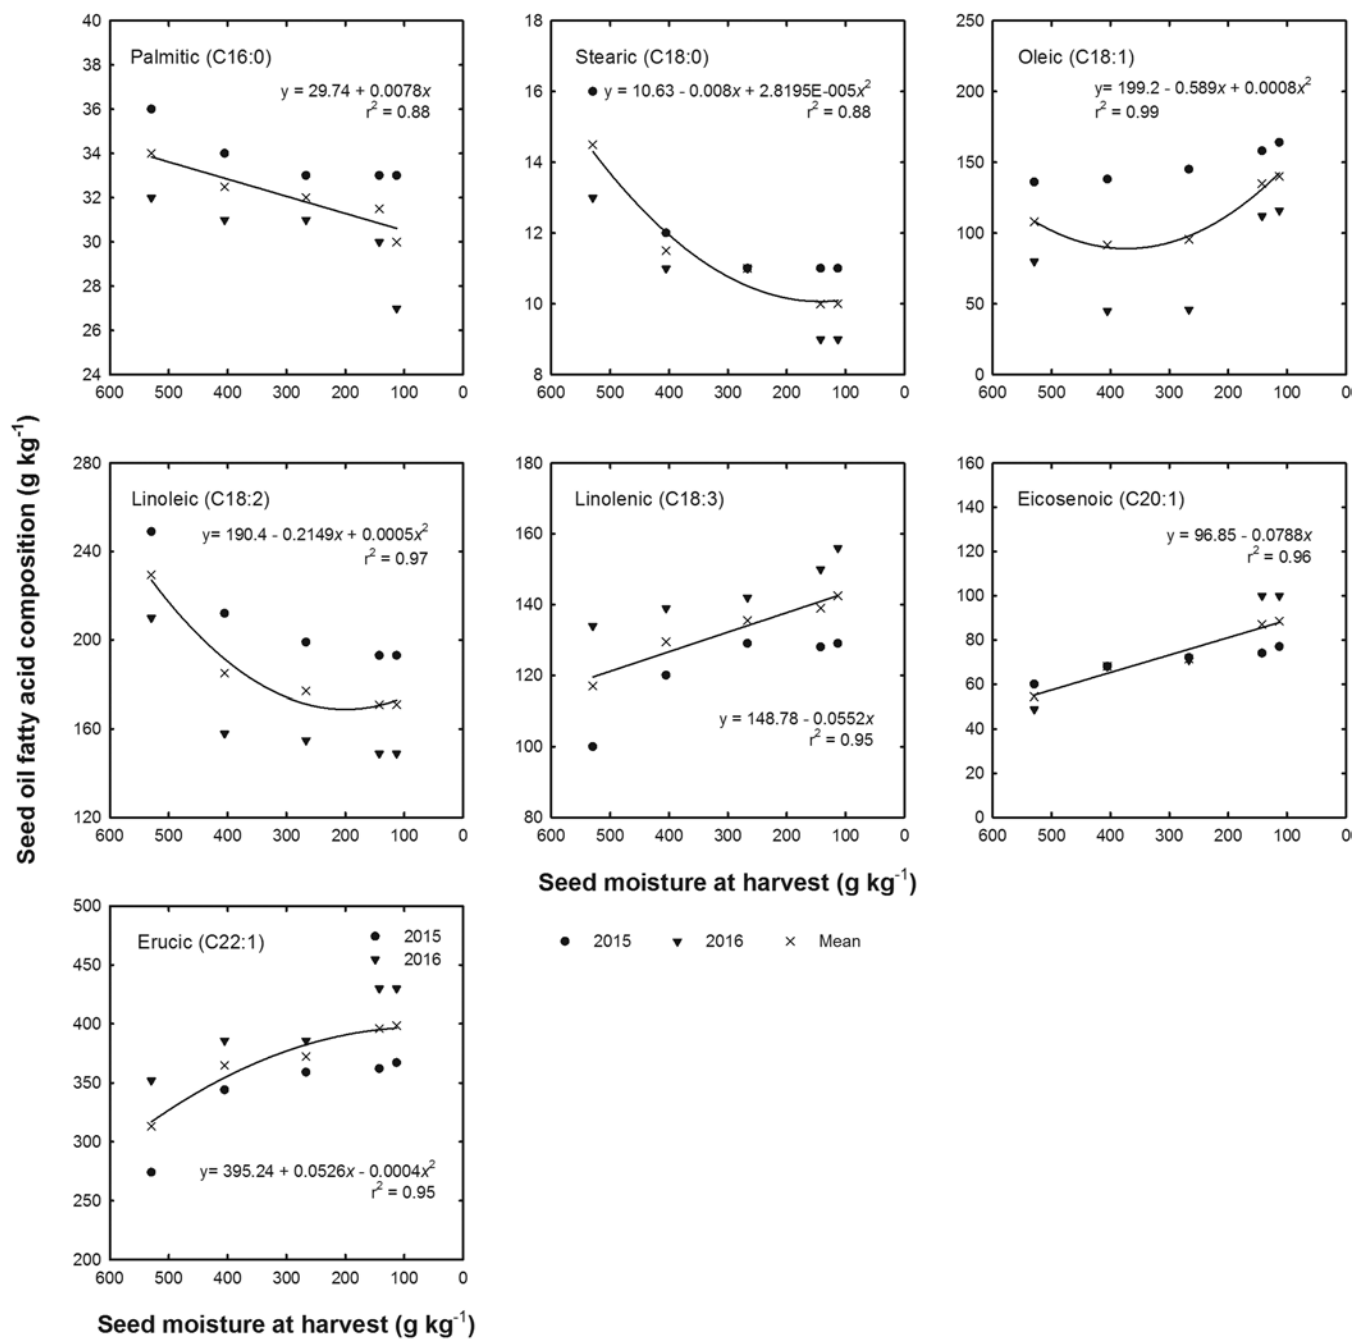 Seed oil fatty acid composition (g kg⁻¹)
40
38
36
34
32
30
28
26
24
600 500 400 300 200 100 0
Palmitic (C16:0)
y = 29.74 + 0.0078x
r² = 0.88
18
16
14
12
10
8
600 500 400 300 200 100 0
Stearic (C18:0)
y = 10.63 - 0.008x + 2.8195E-005x²
r² = 0.88
250
200
150
100
50
0
600 500 400 300 200 100 0
Oleic (C18:1)
y= 199.2 - 0.589x + 0.0008x²
r² = 0.99
280
240
200
160
120
600 500 400 300 200 100 0
Linoleic (C18:2)
y= 190.4 - 0.2149x + 0.0005x²
r² = 0.97
180
160
140
120
100
80
600 500 400 300 200 100 0
Linolenic (C18:3)
y = 148.78 - 0.0552x
r² = 0.95
160
140
120
100
80
60
40
20
0
600 500 400 300 200 100 0
Eicosenoic (C20:1)
y = 96.85 - 0.0788x
r² = 0.96
Seed moisture at harvest (g kg⁻¹)
2015 2016 Mean
500
450
400
350
300
250
200
600 500 400 300 200 100 0
Erucic (C22:1)
2015
2016
y= 395.24 + 0.0526x - 0.0004x²
r² = 0.95
Seed moisture at harvest (g kg⁻¹)